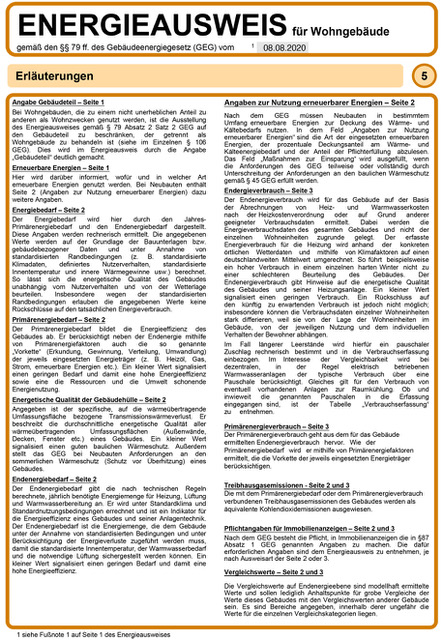 ENERGIEAUSWEIS für Wohngebäude
gemäß den §§ 79 ff. des Gebäudeenergiegesetz (GEG) vom ¹ 08.08.2020
Erläuterungen 5
Angabe Gebäudeteil – Seite 1
Bei Wohngebäuden, die zu einem nicht unerheblichen Anteil zu
anderen als Wohnzwecken genutzt werden, ist die Ausstellung
des Energieausweises gemäß § 79 Absatz 2 Satz 2 GEG auf
den Gebäudeteil zu beschränken, der getrennt als
Wohngebäude zu behandeln ist (siehe im Einzelnen § 106
GEG). Dies wird im Energieausweis durch die Angabe
„Gebäudeteil“ deutlich gemacht.
Erneuerbare Energien – Seite 1
Hier wird darüber informiert, wofür und in welcher Art
erneuerbare Energien genutzt werden. Bei Neubauten enthält
Seite 2 (Angaben zur Nutzung erneuerbarer Energien) dazu
weitere Angaben.
Energiebedarf – Seite 2
Der Energiebedarf wird hier durch den Jahres-
Primärenergiebedarf und den Endenergiebedarf dargestellt.
Diese Angaben werden rechnerisch ermittelt. Die angegebenen
Werte werden auf der Grundlage der Bauunterlagen bzw.
gebäudebezogener Daten und unter Annahme von
standardisierten Randbedingungen (z. B. standardisierte
Klimadaten, definiertes Nutzerverhalten, standardisierte
Innentemperatur und innere Wärmegewinne usw.) berechnet.
So lässt sich die energetische Qualität des Gebäudes
unabhängig vom Nutzerverhalten und von der Wetterlage
beurteilen. Insbesondere wegen der standardisierten
Randbedingungen erlauben die angegebenen Werte keine
Rückschlüsse auf den tatsächlichen Energieverbrauch.
Primärenergiebedarf – Seite 2
Der Primärenergiebedarf bildet die Energieeffizienz des
Gebäudes ab. Er berücksichtigt neben der Endenergie mithilfe
von Primärenergiefaktoren auch die so genannte
„Vorkette“ (Erkundung, Gewinnung, Verteilung, Umwandlung)
der jeweils eingesetzten Energieträger (z. B. Heizöl, Gas,
Strom, erneuerbare Energien etc.). Ein kleiner Wert signalisiert
einen geringen Bedarf und damit eine hohe Energieeffizienz
sowie eine die Ressourcen und die Umwelt schonende
Energienutzung.
Energetische Qualität der Gebäudehülle – Seite 2
Angegeben ist der spezifische, auf die wärmeübertragende
Umfassungsfläche bezogene Transmissionswärmeverlust. Er
beschreibt die durchschnittliche energetische Qualität aller
wärmeübertragenden Umfassungsflächen (Außenwände,
Decken, Fenster etc.) eines Gebäudes. Ein kleiner Wert
signalisiert einen guten baulichen Wärmeschutz. Außerdem
stellt das GEG bei Neubauten Anforderungen an den
sommerlichen Wärmeschutz (Schutz vor Überhitzung) eines
Gebäudes.
Endenergiebedarf – Seite 2
Der Endenergiebedarf gibt die nach technischen Regeln
berechnete, jährlich benötigte Energiemenge für Heizung, Lüftung
und Warmwasserbereitung an. Er wird unter Standardklima und
Standardnutzungsbedingungen errechnet und ist ein Indikator für
die Energieeffizienz eines Gebäudes und seiner Anlagentechnik.
Der Endenergiebedarf ist die Energiemenge, die dem Gebäude
unter der Annahme von standardisierten Bedingungen und unter
Berücksichtigung der Energieverluste zugeführt werden muss,
damit die standardisierte Innentemperatur, der Warmwasserbedarf
und die notwendige Lüftung sichergestellt werden können. Ein
kleiner Wert signalisiert einen geringen Bedarf und damit eine
hohe Energieeffizienz.
Angaben zur Nutzung erneuerbarer Energien – Seite 2
Nach dem GEG müssen Neubauten in bestimmtem
Umfang erneuerbare Energien zur Deckung des Wärme- und
Kältebedarfs nutzen. In dem Feld „Angaben zur Nutzung
erneuerbarer Energien“ sind die Art der eingesetzten erneuerbaren
Energien, der prozentuale Deckungsanteil am Wärme- und
Kälteenergiebedarf und der Anteil der Pflichterfüllung abzulesen.
Das Feld „Maßnahmen zur Einsparung“ wird ausgefüllt, wenn
die Anforderungen des GEG teilweise oder vollständig durch
Unterschreitung der Anforderungen an den baulichen Wärmeschutz
gemäß § 45 GEG erfüllt werden.
Endenergieverbrauch – Seite 3
Der Endenergieverbrauch wird für das Gebäude auf der Basis
der Abrechnungen von Heiz- und Warmwasserkosten
nach der Heizkostenverordnung oder auf Grund anderer
geeigneter Verbrauchsdaten ermittelt. Dabei werden die
Energieverbrauchsdaten des gesamten Gebäudes und nicht der
einzelnen Wohneinheiten zugrunde gelegt. Der erfasste
Energieverbrauch für die Heizung wird anhand der konkreten
örtlichen Wetterdaten und mithilfe von Klimafaktoren auf einen
deutschlandweiten Mittelwert umgerechnet. So führt beispielsweise
ein hoher Verbrauch in einem einzelnen harten Winter nicht zu
einer schlechteren Beurteilung des Gebäudes. Der
Endenergieverbrauch gibt Hinweise auf die energetische Qualität
des Gebäudes und seiner Heizungsanlage. Ein kleiner Wert
signalisiert einen geringen Verbrauch. Ein Rückschluss auf
den künftig zu erwartenden Verbrauch ist jedoch nicht möglich;
insbesondere können die Verbrauchsdaten einzelner Wohneinheiten
stark differieren, weil sie von der Lage der Wohneinheiten im
Gebäude, von der jeweiligen Nutzung und dem individuellen
Verhalten der Bewohner abhängen.
Im Fall längerer Leerstände wird hierfür ein pauschaler
Zuschlag rechnerisch bestimmt und in die Verbrauchserfassung
einbezogen. Im Interesse der Vergleichbarkeit wird bei
dezentralen, in der Regel elektrisch betriebenen
Warmwasseranlagen der typische Verbrauch über eine
Pauschale berücksichtigt. Gleiches gilt für den Verbrauch von
eventuell vorhandenen Anlagen zur Raumkühlung. Ob und
inwieweit die genannten Pauschalen in die Erfassung
eingegangen sind, ist der Tabelle „Verbrauchserfassung“
zu entnehmen.
Primärenergieverbrauch – Seite 3
Der Primärenergieverbrauch geht aus dem für das Gebäude
ermittelten Endenergieverbrauch hervor. Wie der
Primärenergiebedarf wird er mithilfe von Primärenergiefaktoren
ermittelt, die die Vorkette der jeweils eingesetzten Energieträger
berücksichtigen.
Treibhausgasemissionen - Seite 2 und 3
Die mit dem Primärenergiebedarf oder dem Primärenergieverbrauch
verbundenen Treibhausgasemissionen des Gebäudes werden als
äquivalente Kohlendioxidemissionen ausgewiesen.
Pflichtangaben für Immobilienanzeigen – Seite 2 und 3
Nach dem GEG besteht die Pflicht, in Immobilienanzeigen die in §87
Absatz 1 GEG genannten Angaben zu machen. Die dafür
erforderlichen Angaben sind dem Energieausweis zu entnehmen, je
nach Ausweisart der Seite 2 oder 3.
Vergleichswerte – Seite 2 und 3
Die Vergleichswerte auf Endenergieebene sind modellhaft ermittelte
Werte und sollen lediglich Anhaltspunkte für grobe Vergleiche der
Werte dieses Gebäudes mit den Vergleichswerten anderer Gebäude
sein. Es sind Bereiche angegeben, innerhalb derer ungefähr die
Werte für die einzelnen Vergleichskategorien liegen.
1 siehe Fußnote 1 auf Seite 1 des Energieausweises